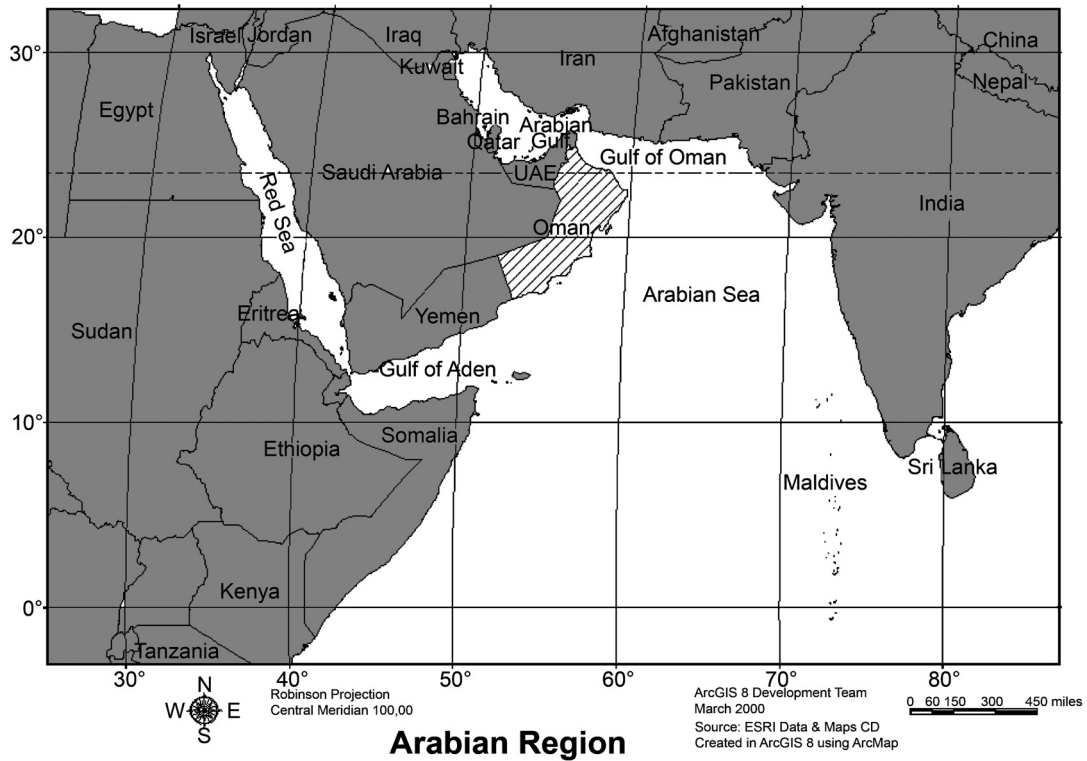 30°
20°
10°
0°
Israel
Jordan
Iraq
Kuwait
Iran
Afghanistan
China
Nepal
Pakistan
Egypt
Bahrain
Qatar
Arabian
Gulf
UAE
Gulf of Oman
Saudi Arabia
Red Sea
Oman
India
Arabian Sea
Eritrea
Yemen
Sudan
Gulf of Aden
Somalia
Ethiopia
Maldives
Sri Lanka
Kenya
Tanzania
30°
40°
50°
60°
70°
80°
N
W
E
S
Robinson Projection
Central Meridian 100,00
ArcGIS 8 Development Team
March 2000
Source: ESRI Data & Maps CD
Created in ArcGIS 8 using ArcMap
0 60 150 300 450 miles
Arabian Region